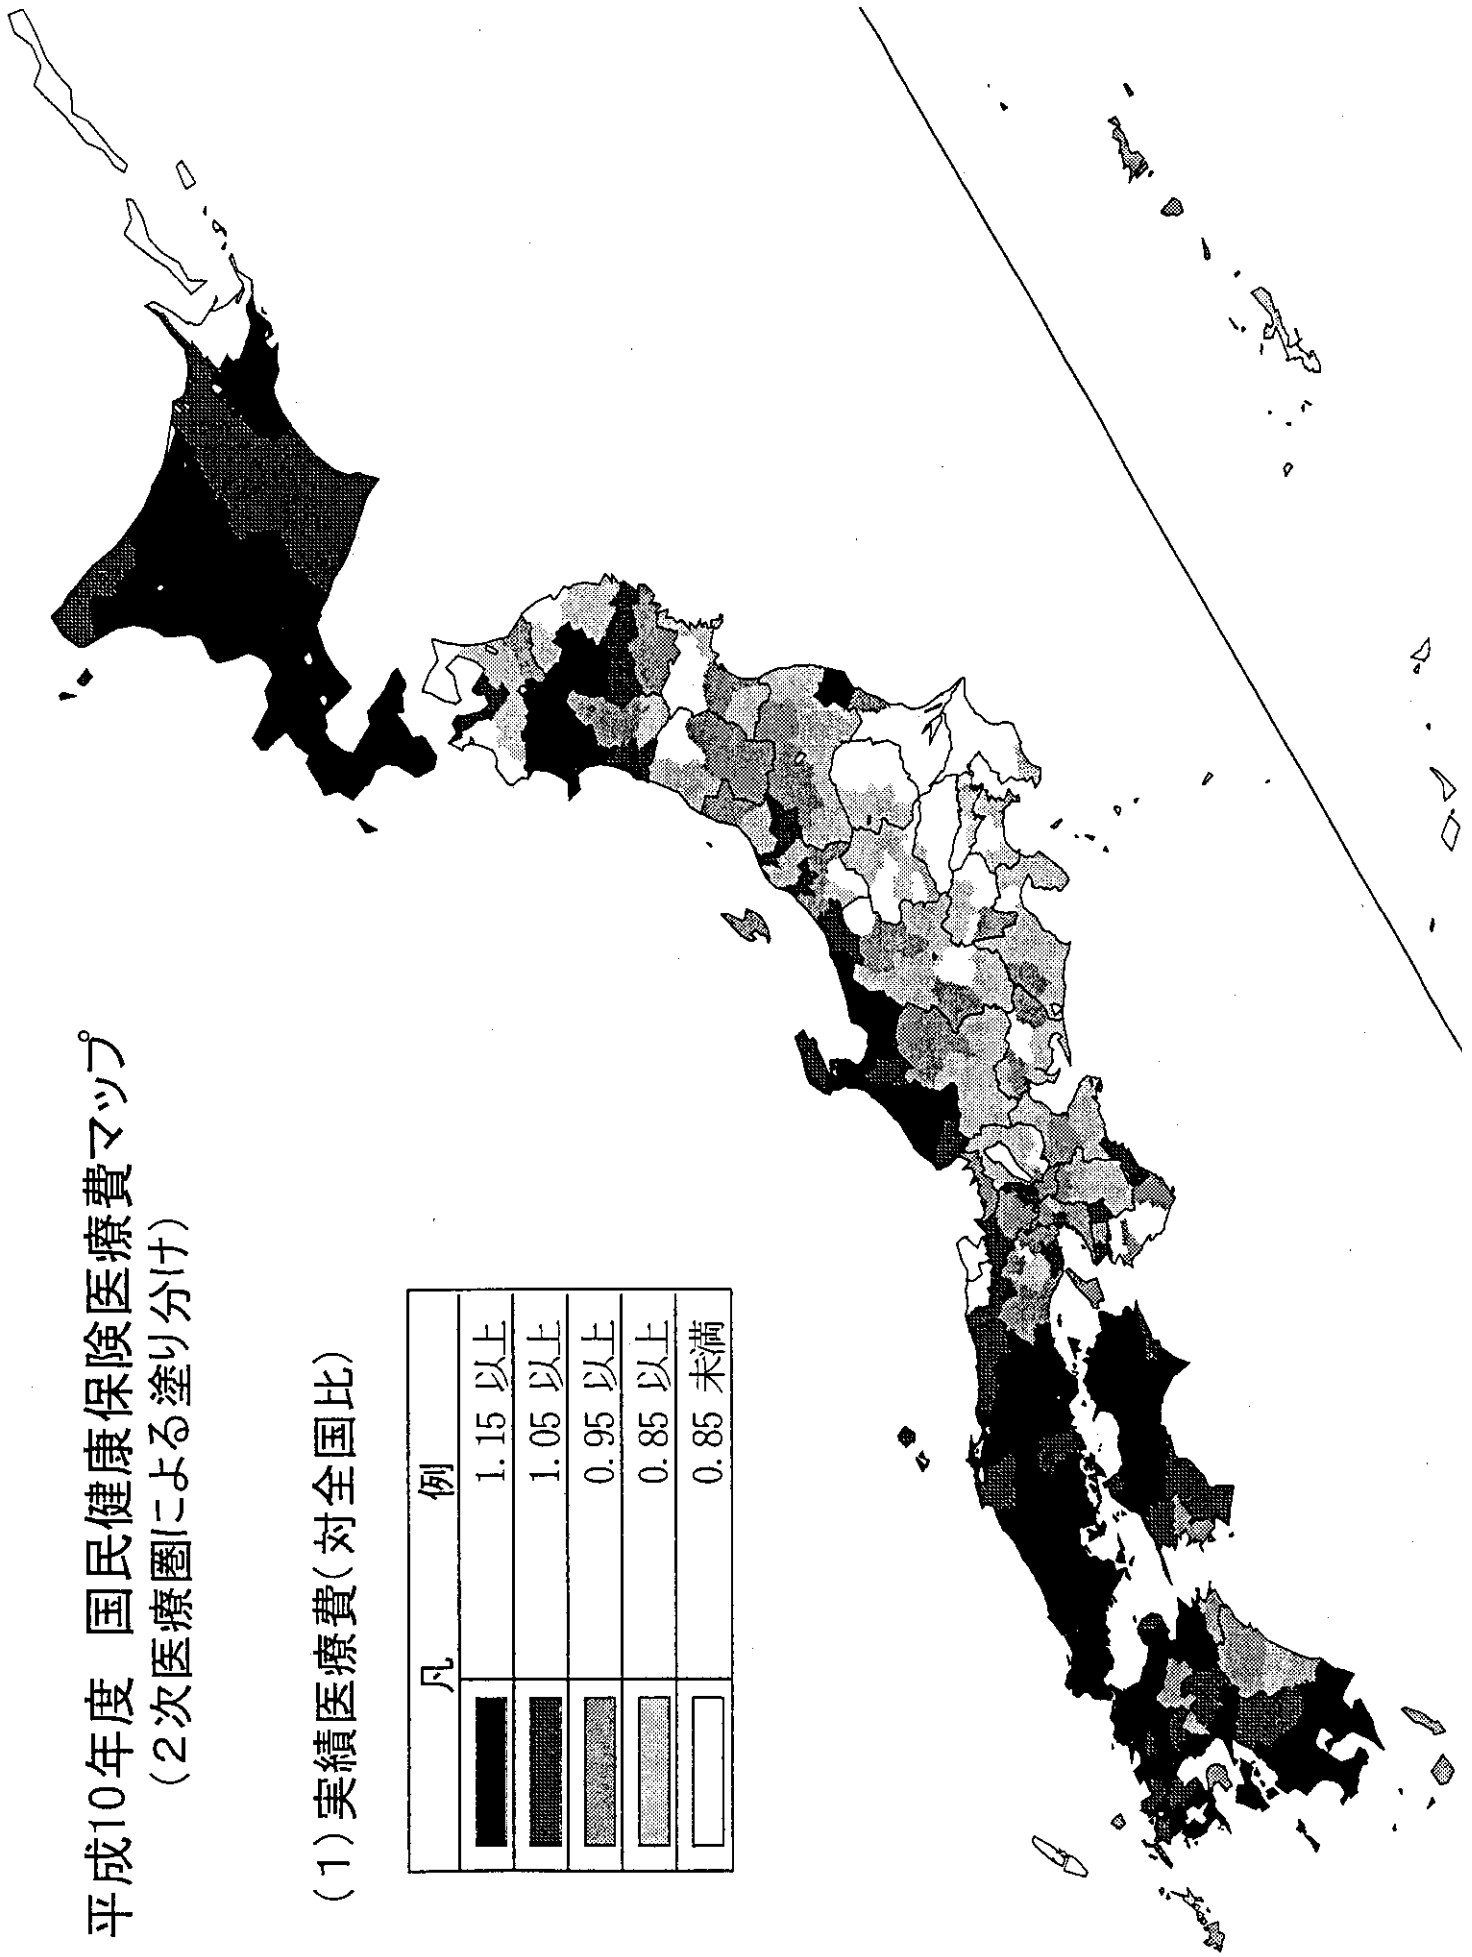 平成10年度 国民健康保険医療費マップ
(2次医療圏による塗り分け)
(1)実績医療費(対全国比)
凡 例
1.15 以上
1.05 以上
0.95 以上
0.85 以上
0.85 未満